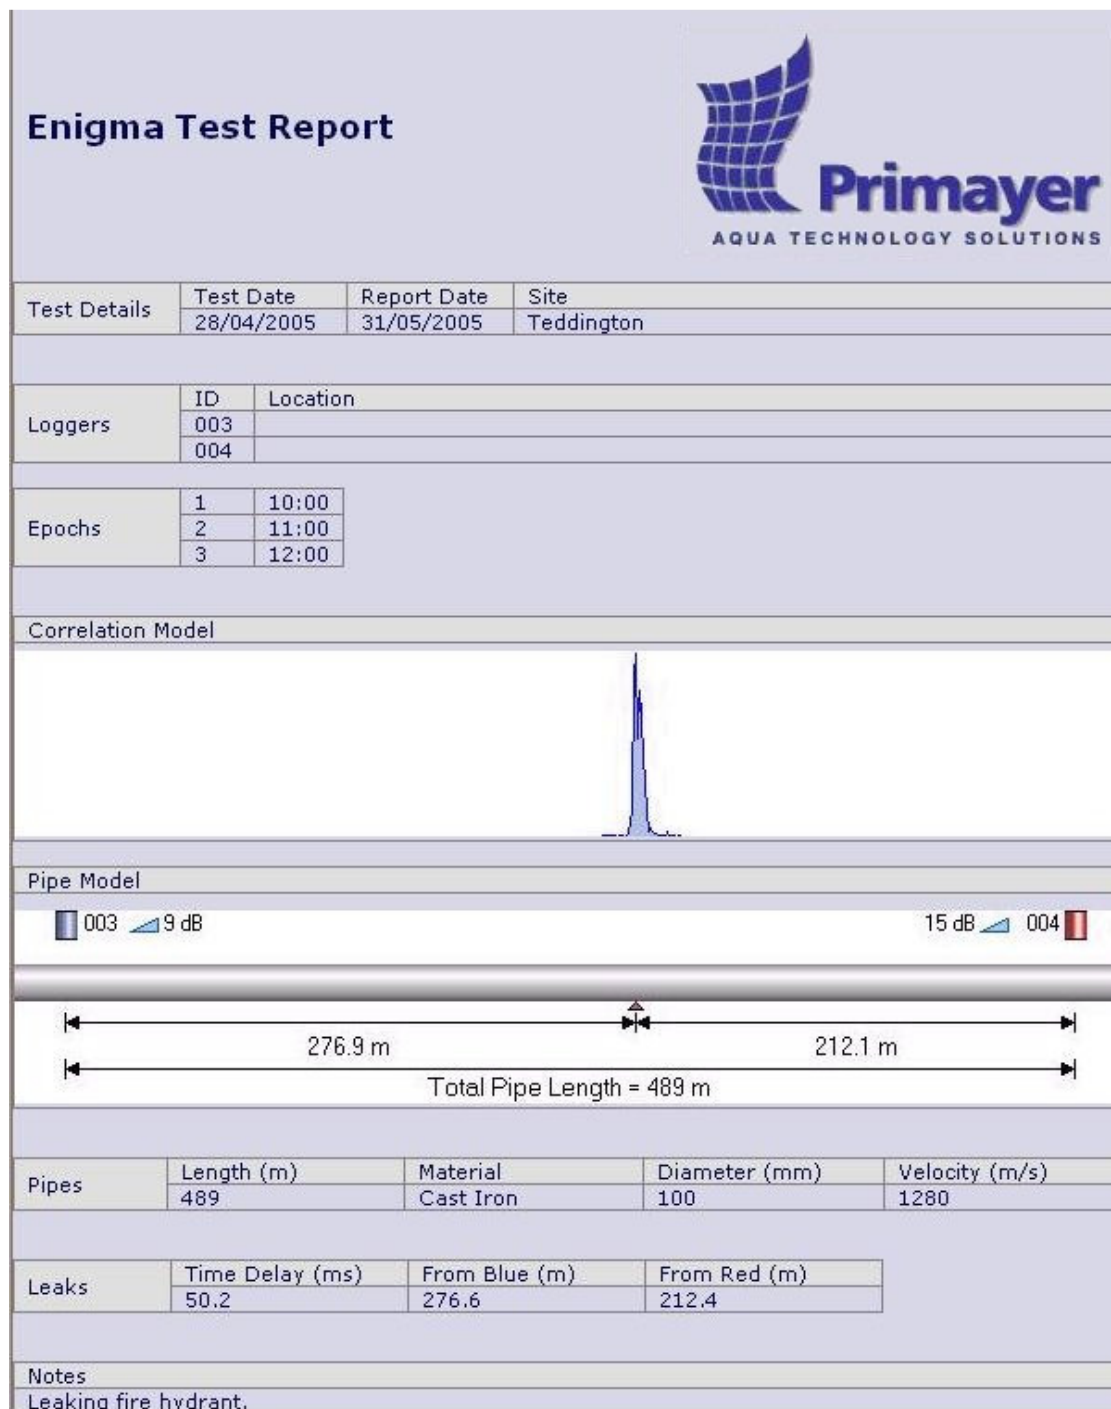 Enigma Test Report
Primayer
AQUA TECHNOLOGY SOLUTIONS
Test Details
Test Date Report Date Site
28/04/2005 31/05/2005 Teddington
Loggers
ID Location
003
004
Epochs
1 10:00
2 11:00
3 12:00
Correlation Model
Pipe Model
003 9 dB 15 dB 004
276.9 m 212.1 m
Total Pipe Length = 489 m
Pipes
Length (m) Material Diameter (mm) Velocity (m/s)
489 Cast Iron 100 1280
Leaks
Time Delay (ms) From Blue (m) From Red (m)
50.2 276.6 212.4
Notes
Leaking fire hydrant.